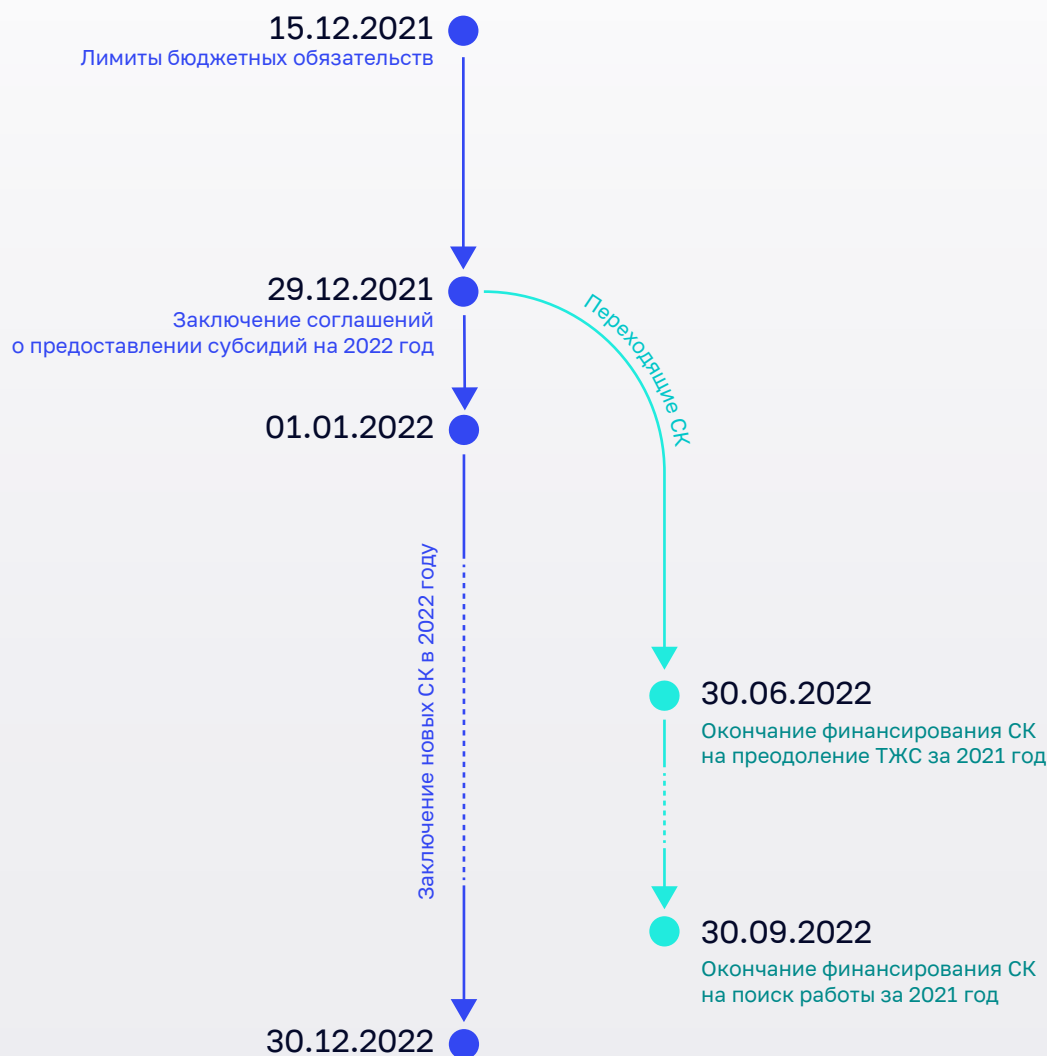 15.12.2021
Лимиты бюджетных обязательств
29.12.2021
Заключение соглашений
о предоставлении субсидий на 2022 год
Переходящие СК
01.01.2022
Заключение новых СК в 2022 году
30.06.2022
Окончание финансирования СК
на преодоление ТЖС за 2021 год
30.09.2022
Окончание финансирования СК
на поиск работы за 2021 год
30.12.2022